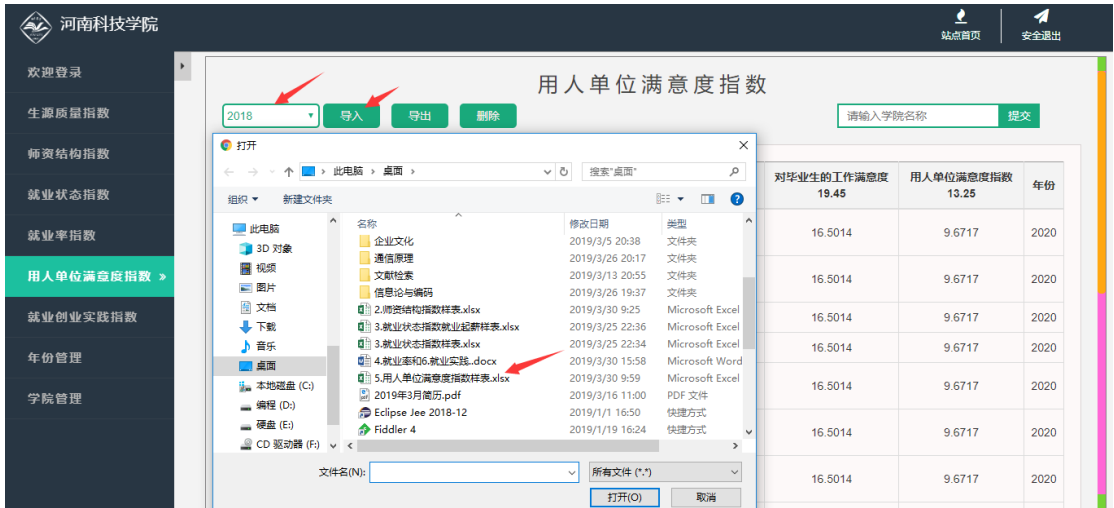 河南科技学院
站点首页
安全退出
欢迎登录
生源质量指数
师资结构指数
就业状态指数
就业率指数
用人单位满意度指数 »
就业创业实践指数
年份管理
学院管理
用人单位满意度指数
2018 导入 导出 删除 请输入学院名称 提交
打开
此电脑 › 桌面 › 搜索"桌面"
组织 新建文件夹
此电脑
3D 对象
视频
图片
文档
下载
音乐
桌面
本地磁盘 (C:)
编程 (D:)
硬盘 (E:)
CD 驱动器 (F:)
名称 修改日期 类型
企业文化 2019/3/5 20:38 文件夹
通信原理 2019/3/26 20:17 文件夹
文献检索 2019/3/13 20:55 文件夹
信息论与编码 2019/3/26 19:37 文件夹
2.师资结构指数样表.xlsx 2019/3/30 9:25 Microsoft Excel
3.就业状态指数就业起薪样表.xlsx 2019/3/25 22:36 Microsoft Excel
3.就业状态指数样表.xlsx 2019/3/25 22:34 Microsoft Excel
4.就业率和6.就业实践..docx 2019/3/30 15:58 Microsoft Word
5.用人单位满意度指数样表.xlsx 2019/3/30 9:59 Microsoft Excel
2019年3月简历.pdf 2019/3/16 11:00 PDF 文件
Eclipse Jee 2018-12 2019/1/1 16:50 快捷方式
Fiddler 4 2019/1/19 16:24 快捷方式
文件名(N): 所有文件 (*.*)
打开(O) 取消
对毕业生的工作满意度 用人单位满意度指数 年份
19.45 13.25
16.5014 9.6717 2020
16.5014 9.6717 2020
16.5014 9.6717 2020
16.5014 9.6717 2020
16.5014 9.6717 2020
16.5014 9.6717 2020
16.5014 9.6717 2020